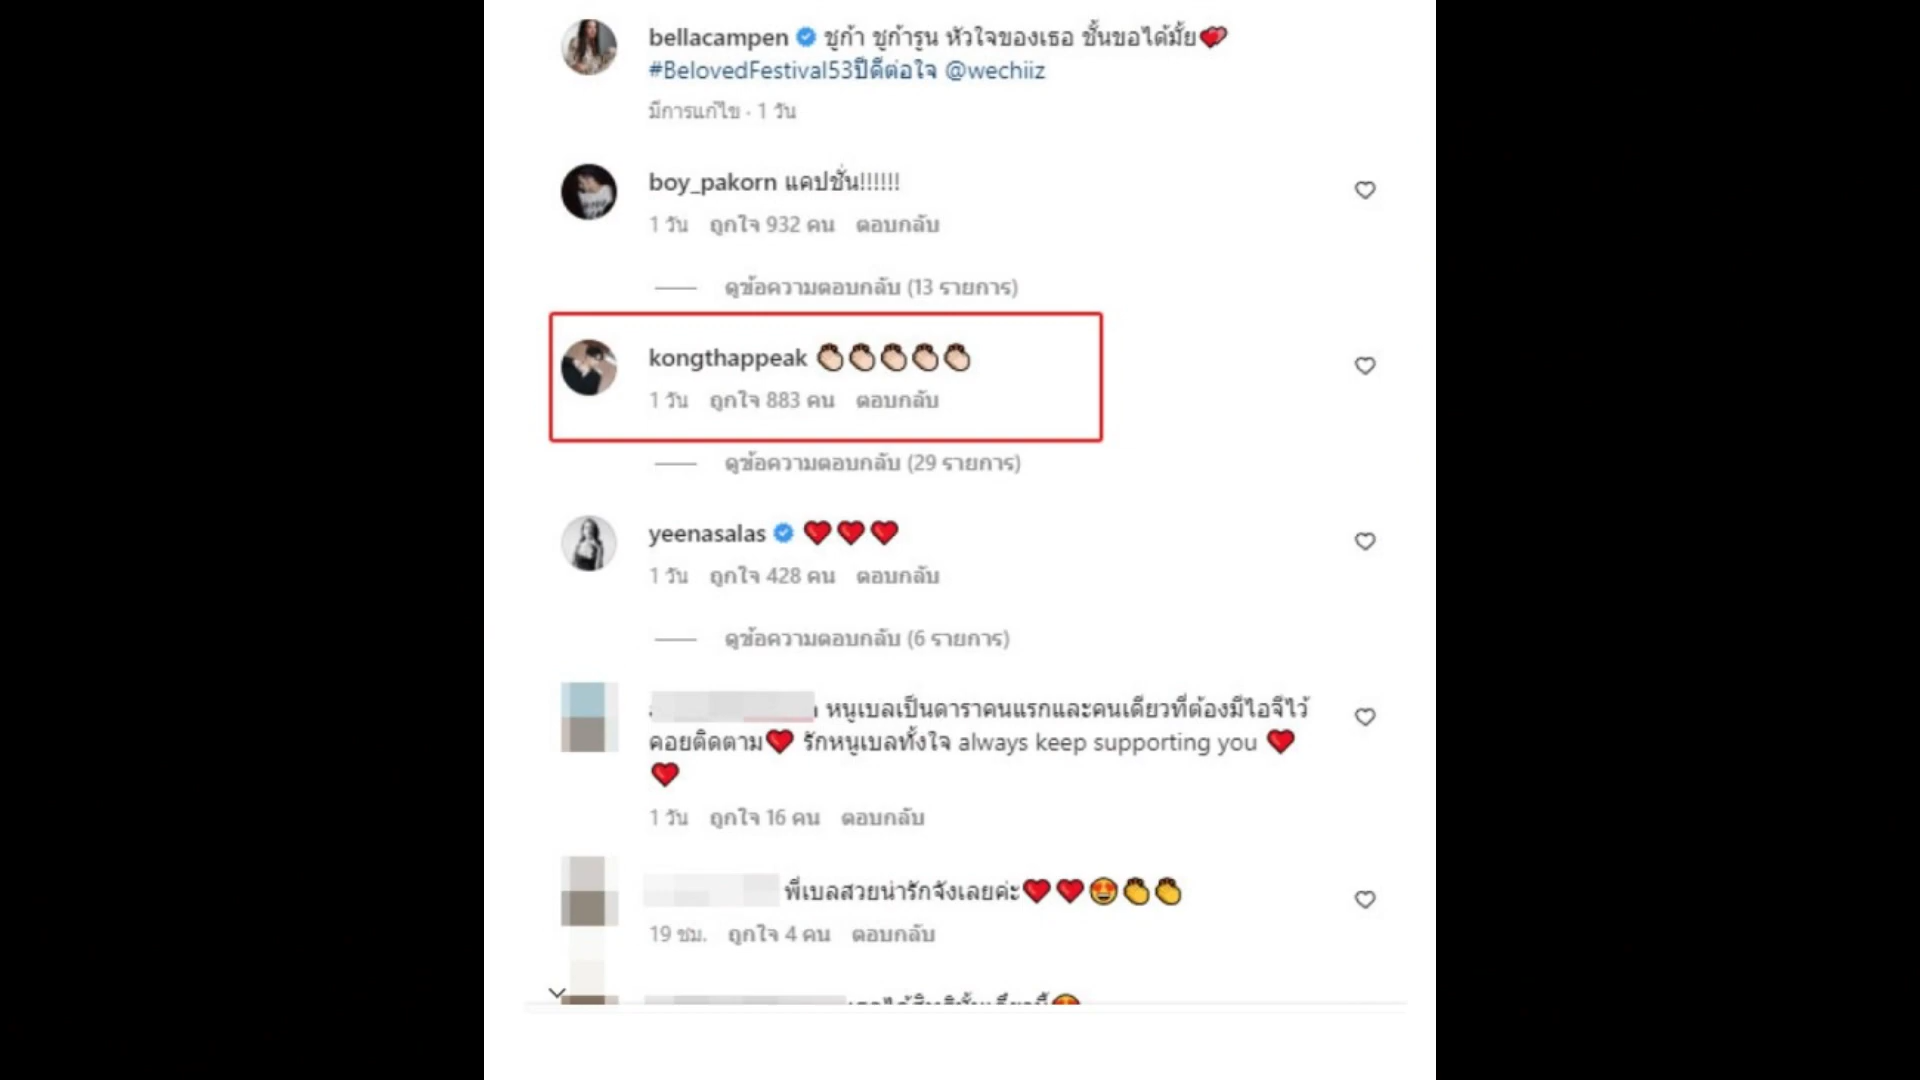 bellacampen ชูก้า ชูก้ารูน หัวใจของเธอ ชั้นขอได้มั้ย💕
#BelovedFestival53ปีดีต่อใจ @wechiiz
มีการแก้ไข · 1 วัน
boy_pakorn แคปชั่น!!!!!!
1 วัน ถูกใจ 932 คน ตอบกลับ
ดูข้อความตอบกลับ (13 รายการ)
kongthappeak 👏🏻👏🏻👏🏻👏🏻👏🏻
1 วัน ถูกใจ 883 คน ตอบกลับ
ดูข้อความตอบกลับ (29 รายการ)
yeenasalas ❤️❤️❤️
1 วัน ถูกใจ 428 คน ตอบกลับ
ดูข้อความตอบกลับ (6 รายการ)
หนูเบลเป็นดาราคนแรกและคนเดียวที่ต้องมีไอจีไว้
คอยติดตาม❤️ รักหนูเบลทั้งใจ always keep supporting you ❤️
❤️
1 วัน ถูกใจ 16 คน ตอบกลับ
พี่เบลสวยน่ารักจังเลยค่ะ❤️❤️😍👏👏
19 ชม. ถูกใจ 4 คน ตอบกลับ